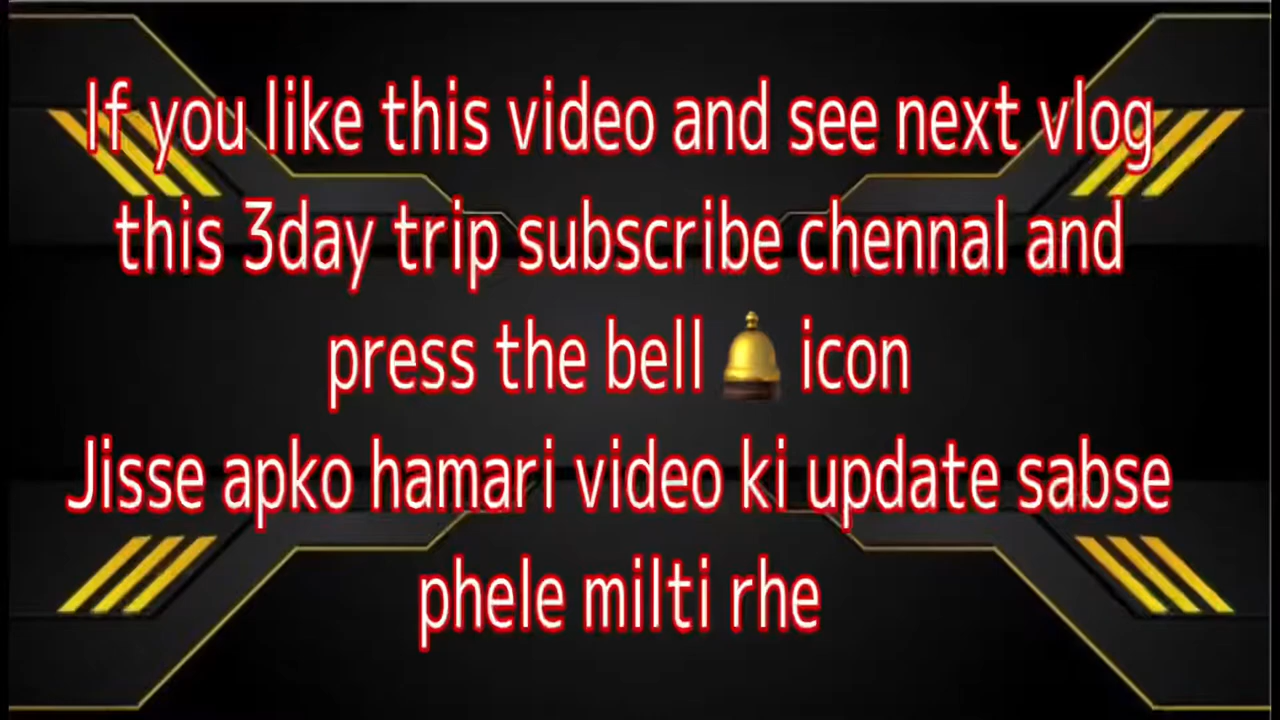 If you like this video and see next vlog
this 3day trip subscribe chennal and
press the bell 🛎 icon
Jisse apko hamari video ki update sabse
phele milti rhe